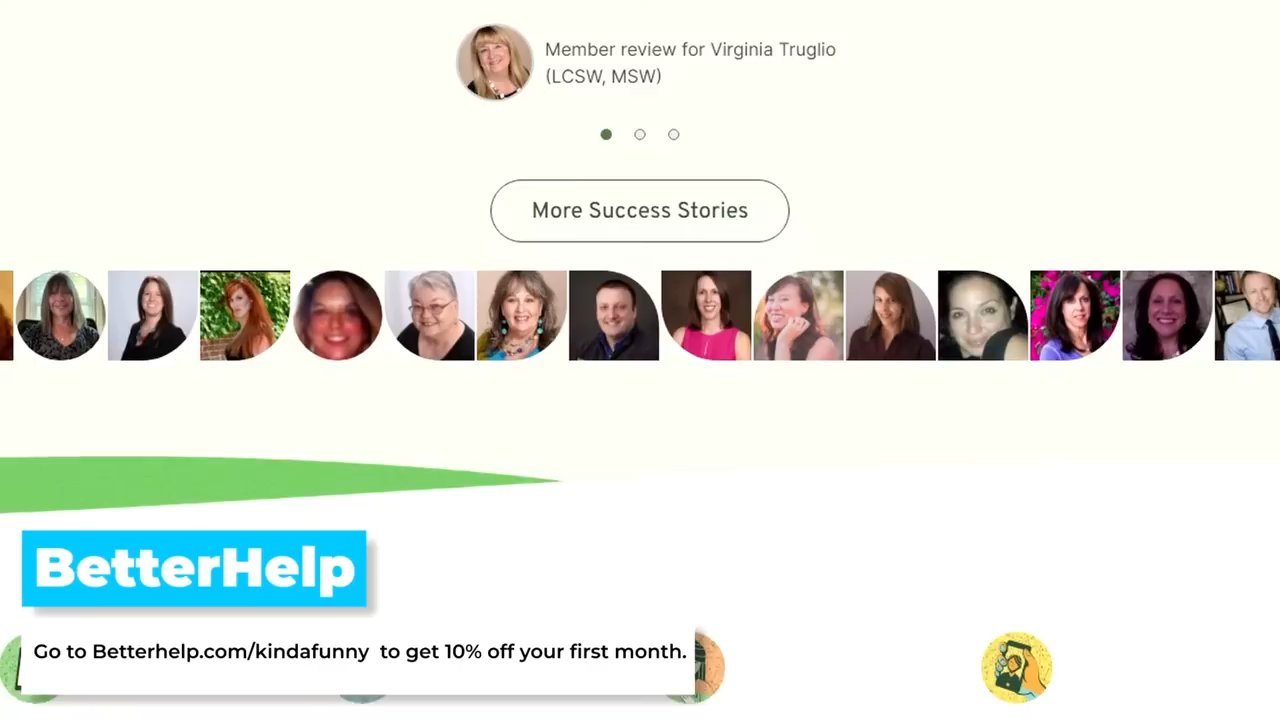 Member review for Virginia Truglio
(LCSW, MSW)
More Success Stories
BetterHelp
Go to Betterhelp.com/kindafunny to get 10% off your first month.